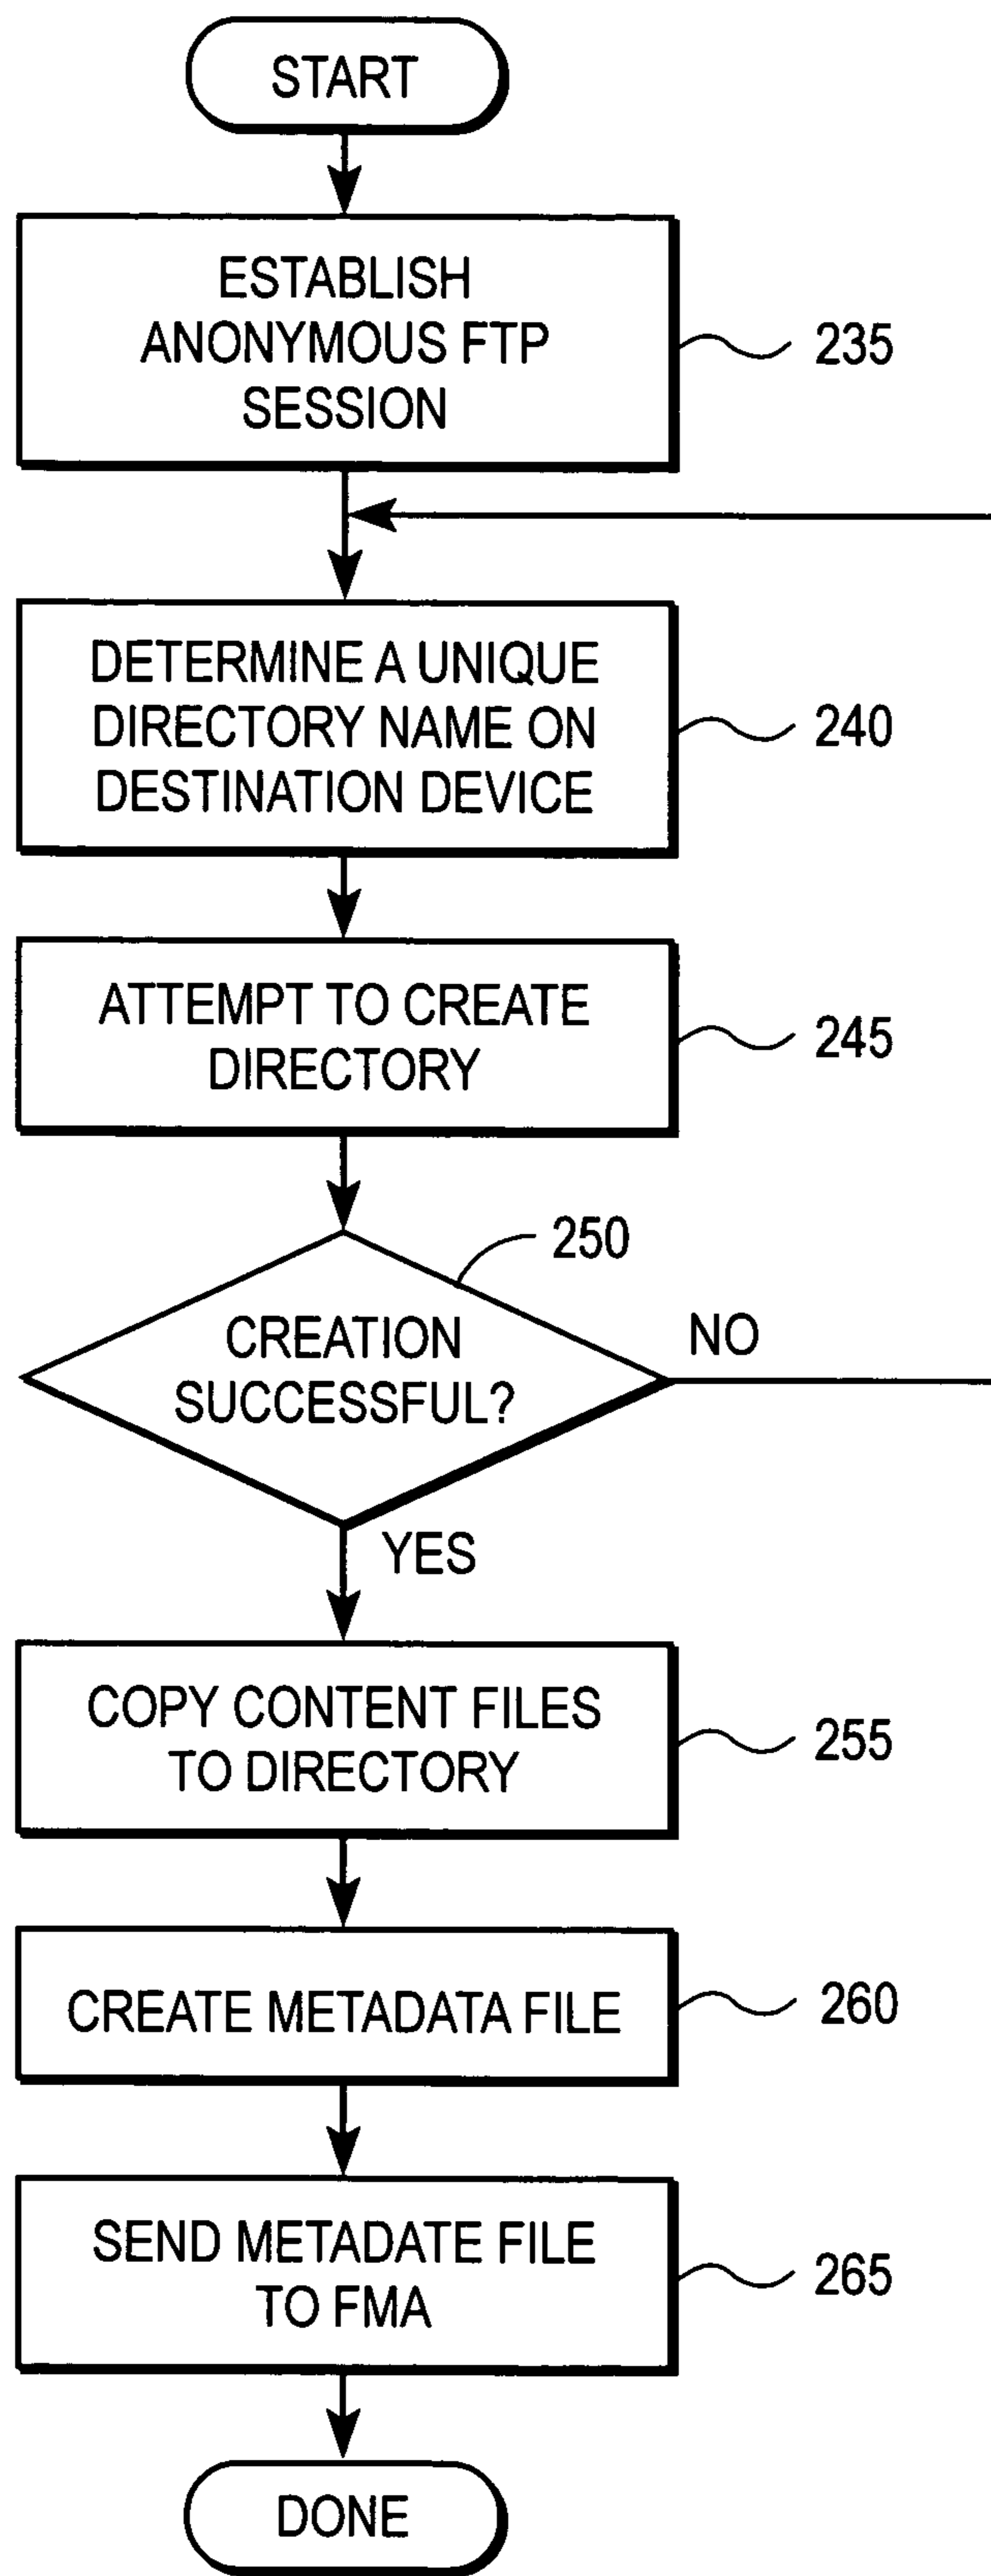 START
ESTABLISH
ANONYMOUS FTP
SESSION
235
DETERMINE A UNIQUE
DIRECTORY NAME ON
DESTINATION DEVICE
240
ATTEMPT TO CREATE
DIRECTORY
245
250
CREATION
SUCCESSFUL?
NO
YES
COPY CONTENT FILES
TO DIRECTORY
255
CREATE METADATA FILE
260
SEND METADATE FILE
TO FMA
265
DONE